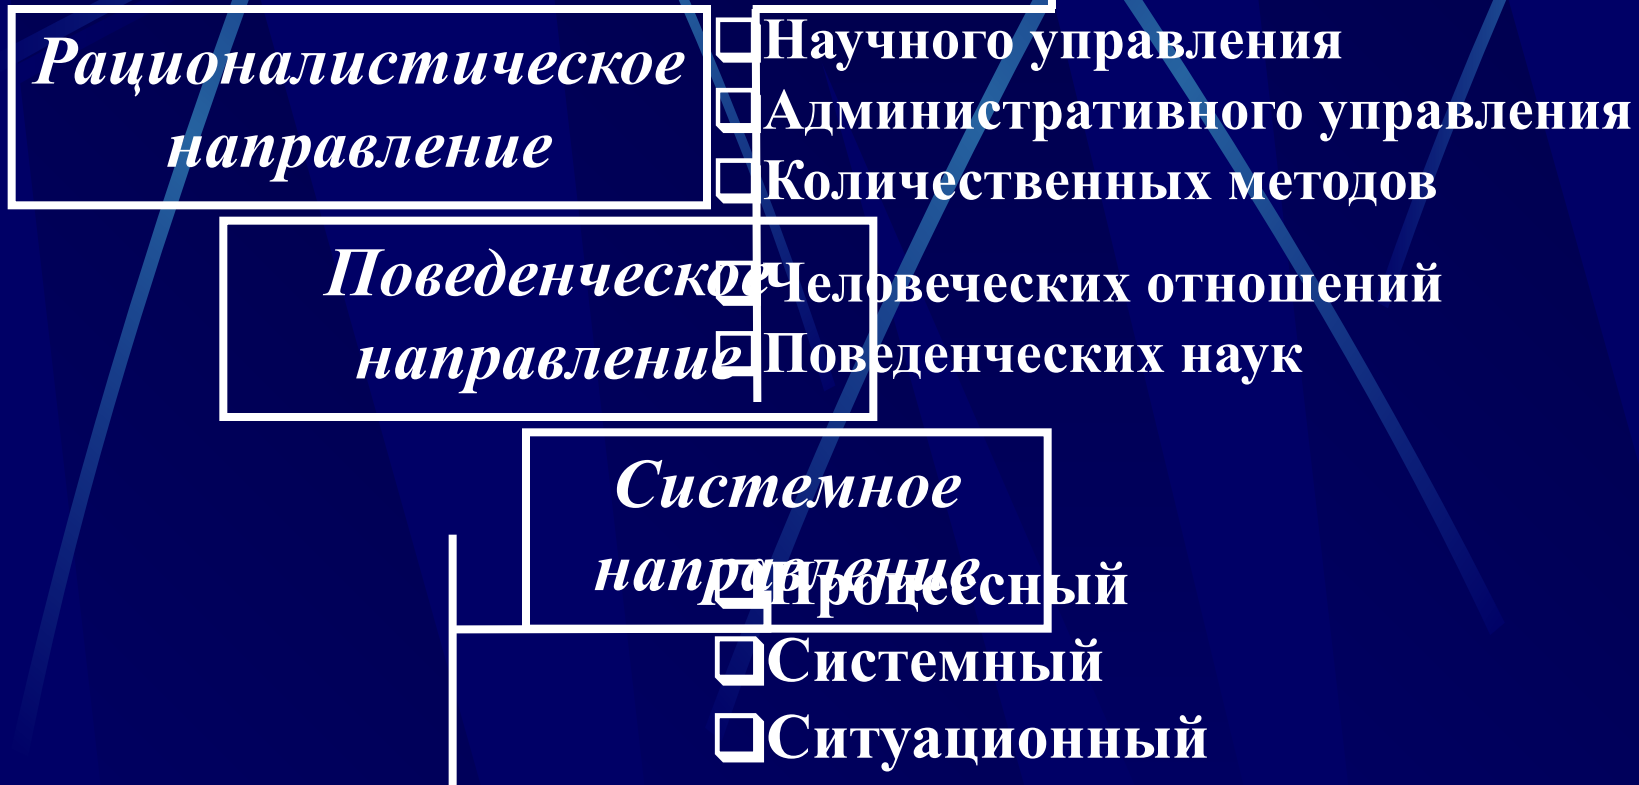 Рационалистическое
направление
Научного управления
Административного управления
Количественных методов
Поведенческое
направление
Человеческих отношений
Поведенческих наук
Системное
направление
Процессный
Системный
Ситуационный